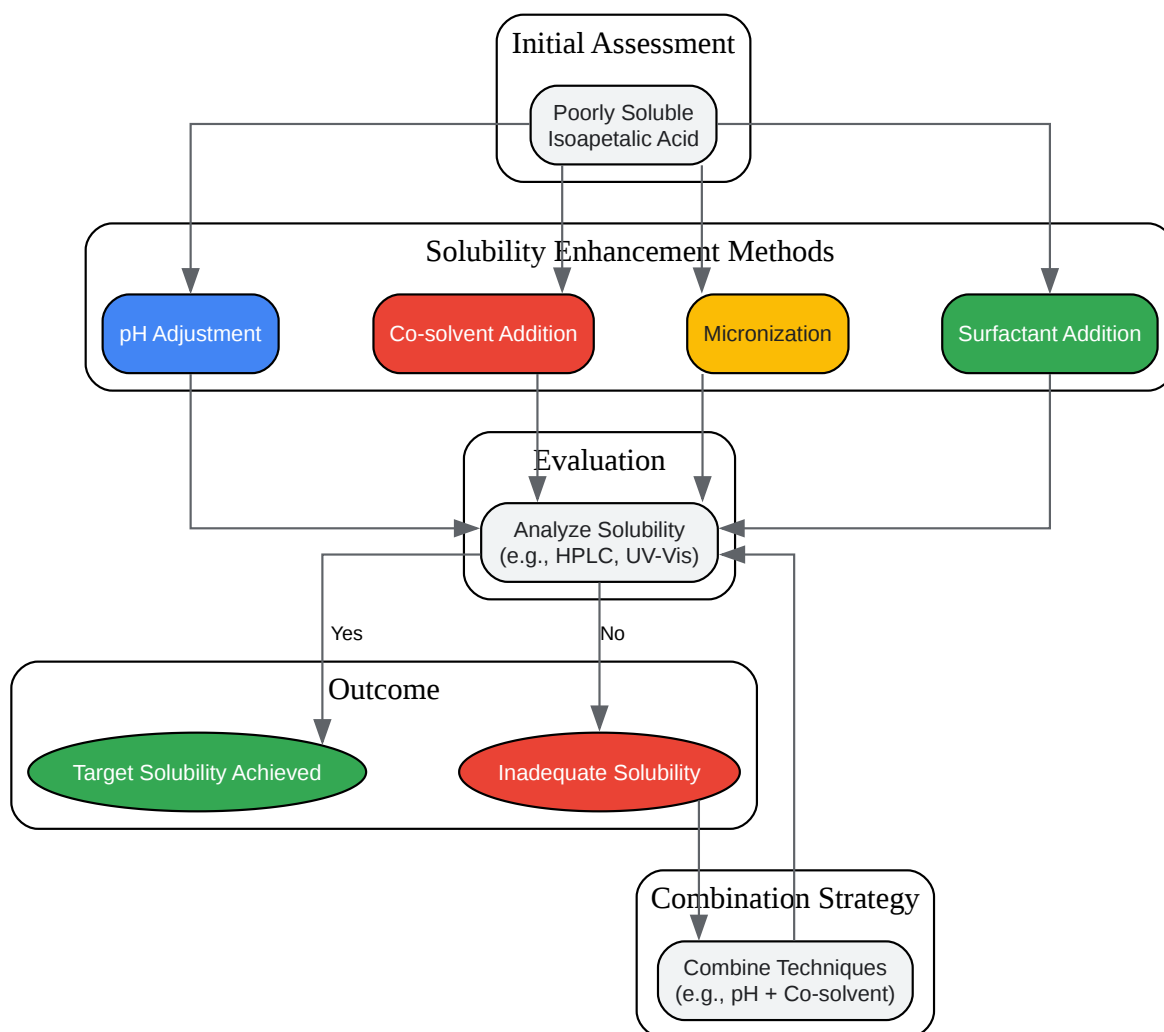 Initial Assessment
Poorly Soluble
Isoapetalic Acid
Solubility Enhancement Methods
pH Adjustment
Co-solvent Addition
Micronization
Surfactant Addition
Evaluation
Analyze Solubility
(e.g., HPLC, UV-Vis)
Yes
No
Outcome
Target Solubility Achieved
Inadequate Solubility
Combination Strategy
Combine Techniques
(e.g., pH + Co-solvent)